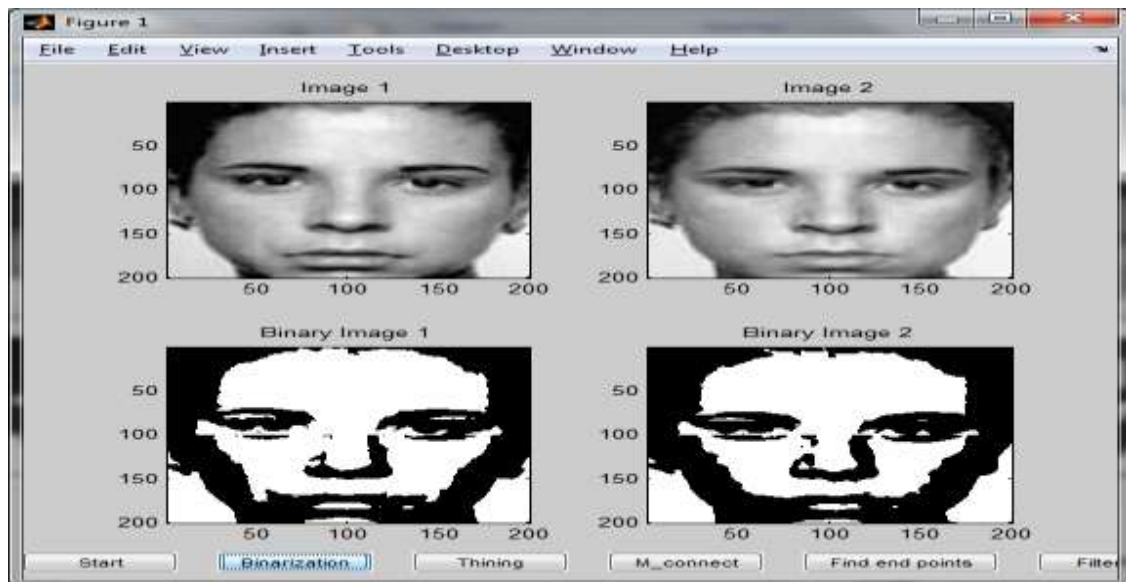 Figure 1
File Edit View Insert Tools Desktop Window Help
Image 1 Image 2
50 50
100 100
150 150
200 200
50 100 150 200 50 100 150 200
Binary Image 1 Binary Image 2
50 50
100 100
150 150
200 200
50 100 150 200 50 100 150 200
Start Binarization Thining M_connect Find end points Filter